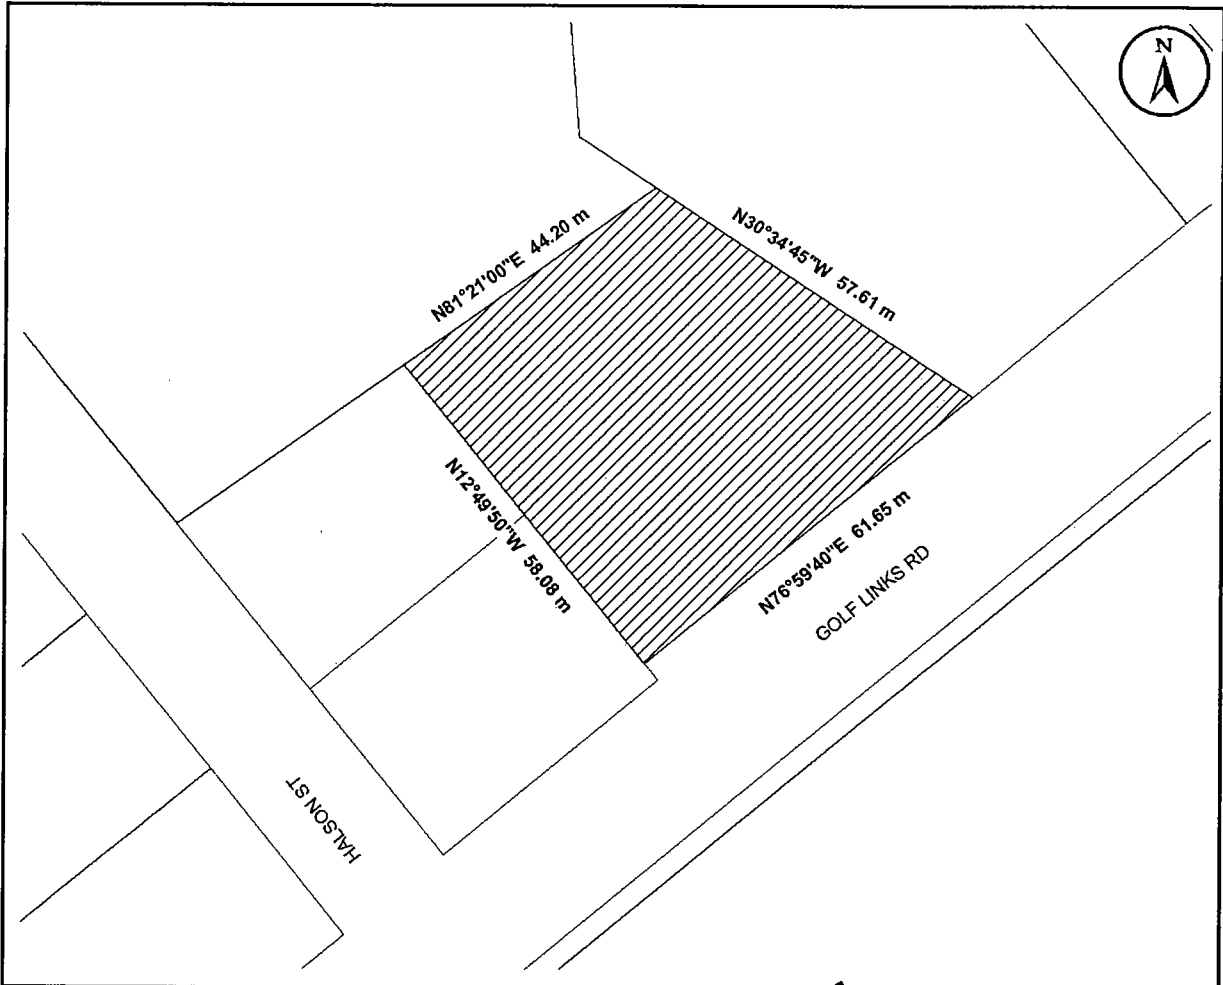 N
N30°34'45"W 57.61 m
N81°21'00"E 44.20 m
N12°49'50"W 58.08 m
N76°59'40"E 61.65 m
GOLF LINKS RD
HALSON ST